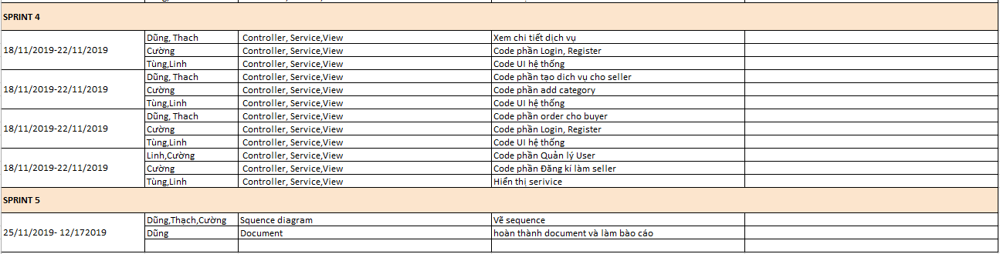 SPRINT 4
18/11/2019-22/11/2019
Dũng, Thach Controller, Service,View Xem chi tiết dịch vụ
Cường Controller, Service,View Code phần Login, Register
Tùng,Linh Controller, Service,View Code UI hệ thống
18/11/2019-22/11/2019
Dũng, Thach Controller, Service,View Code phần tạo dich vụ cho seller
Cường Controller, Service,View Code phần add category
Tùng,Linh Controller, Service,View Code UI hệ thống
18/11/2019-22/11/2019
Dũng, Thach Controller, Service,View Code phần order cho buyer
Cường Controller, Service,View Code phần Login, Register
Tùng,Linh Controller, Service,View Code UI hệ thống
18/11/2019-22/11/2019
Linh,Cường Controller, Service,View Code phần Quản lý User
Cường Controller, Service,View Code phần Đăng kí làm seller
Tùng,Linh Controller, Service,View Hiển thị serivice
SPRINT 5
25/11/2019- 12/172019
Dũng,Thạch,Cường Squence diagram Vẽ sequence
Dũng Document hoàn thành document và làm bào cáo